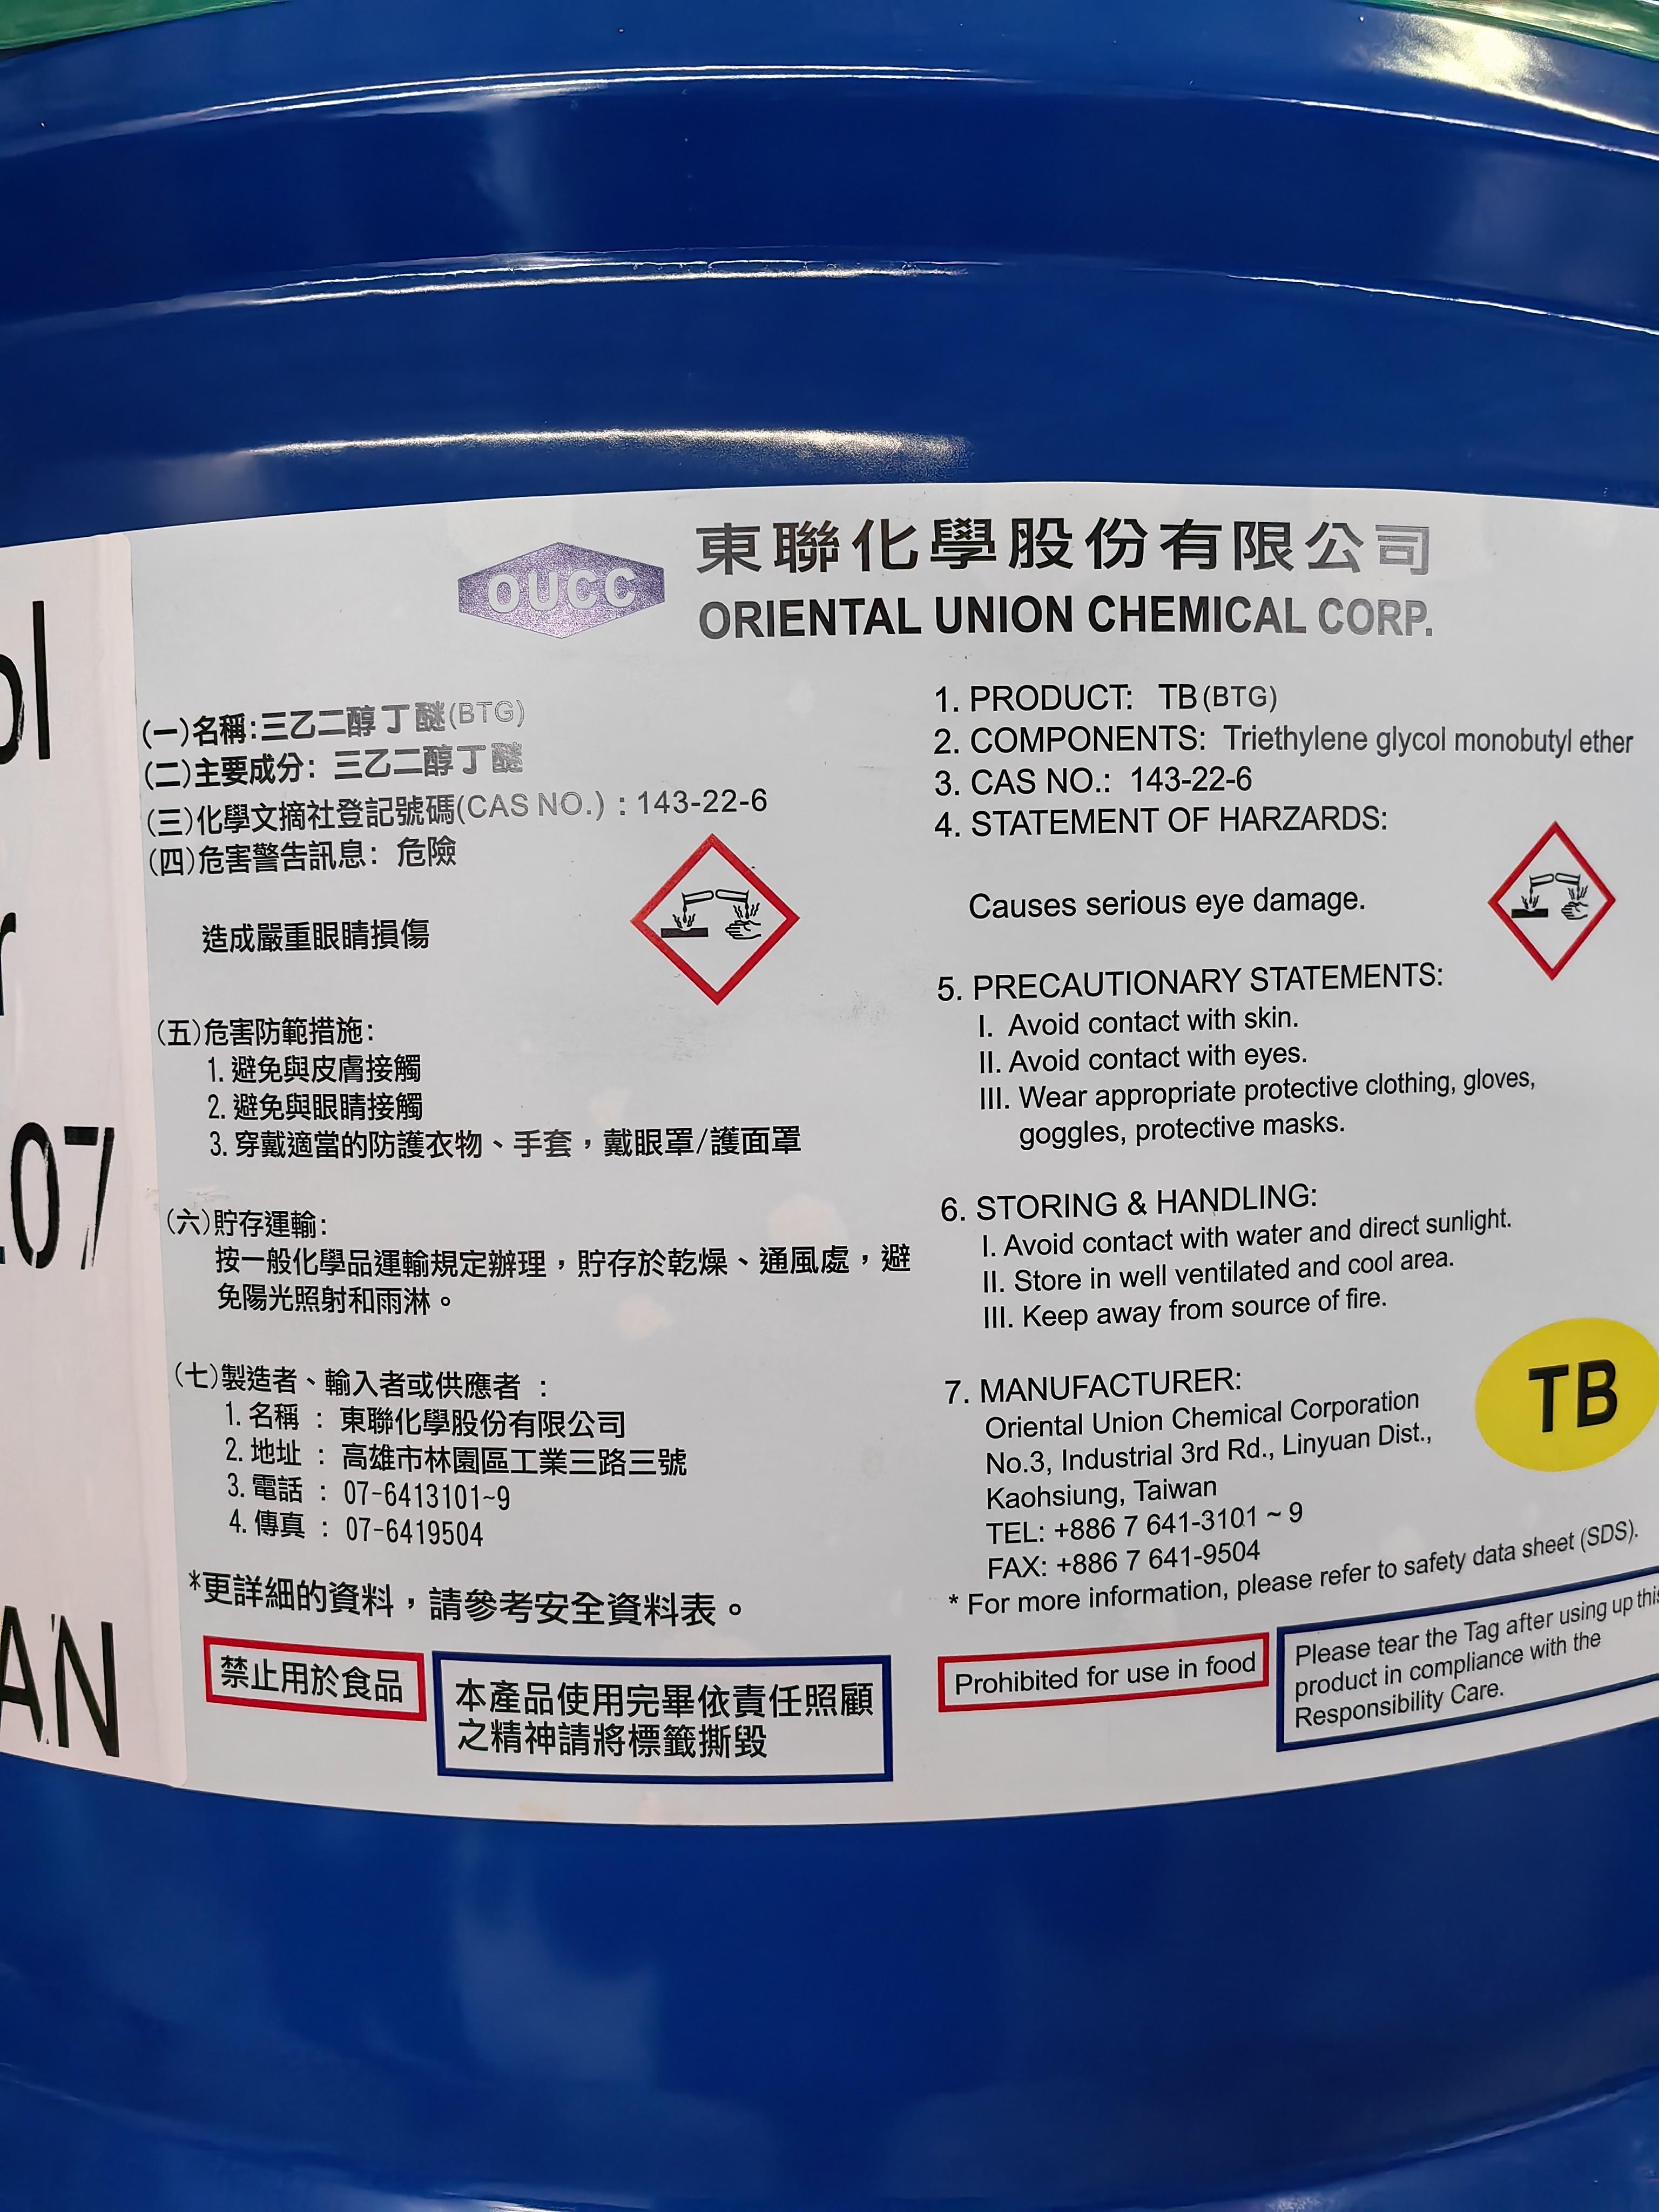 OUCC
東聯化學股份有限公司
ORIENTAL UNION CHEMICAL CORP.
(一)名稱:三乙二醇丁醚(BTG)
(二)主要成分: 三乙二醇丁醚
(三)化學文摘社登記號碼(CAS NO.) : 143-22-6
(四)危害警告訊息: 危險
造成嚴重眼睛損傷
(五)危害防範措施:
1. 避免與皮膚接觸
2. 避免與眼睛接觸
3. 穿戴適當的防護衣物、手套，戴眼罩/護面罩
(六)貯存運輸:
按一般化學品運輸規定辦理，貯存於乾燥、通風處，避
免陽光照射和雨淋。
(七)製造者、輸入者或供應者 :
1. 名稱 : 東聯化學股份有限公司
2. 地址 : 高雄市林園區工業三路三號
3. 電話 : 07-6413101~9
4. 傳真 : 07-6419504
*更詳細的資料，請參考安全資料表。
禁止用於食品
本產品使用完畢依責任照顧
之精神請將標籤撕毀
1. PRODUCT: TB(BTG)
2. COMPONENTS: Triethylene glycol monobutyl ether
3. CAS NO.: 143-22-6
4. STATEMENT OF HARZARDS:
Causes serious eye damage.
5. PRECAUTIONARY STATEMENTS:
I. Avoid contact with skin.
II. Avoid contact with eyes.
III. Wear appropriate protective clothing, gloves,
goggles, protective masks.
6. STORING & HANDLING:
I. Avoid contact with water and direct sunlight.
II. Store in well ventilated and cool area.
III. Keep away from source of fire.
7. MANUFACTURER:
Oriental Union Chemical Corporation
No.3, Industrial 3rd Rd., Linyuan Dist.,
Kaohsiung, Taiwan
TEL: +886 7 641-3101 ~ 9
FAX: +886 7 641-9504
TB
* For more information, please refer to safety data sheet (SDS).
Prohibited for use in food
Please tear the Tag after using up this
product in compliance with the
Responsibility Care.